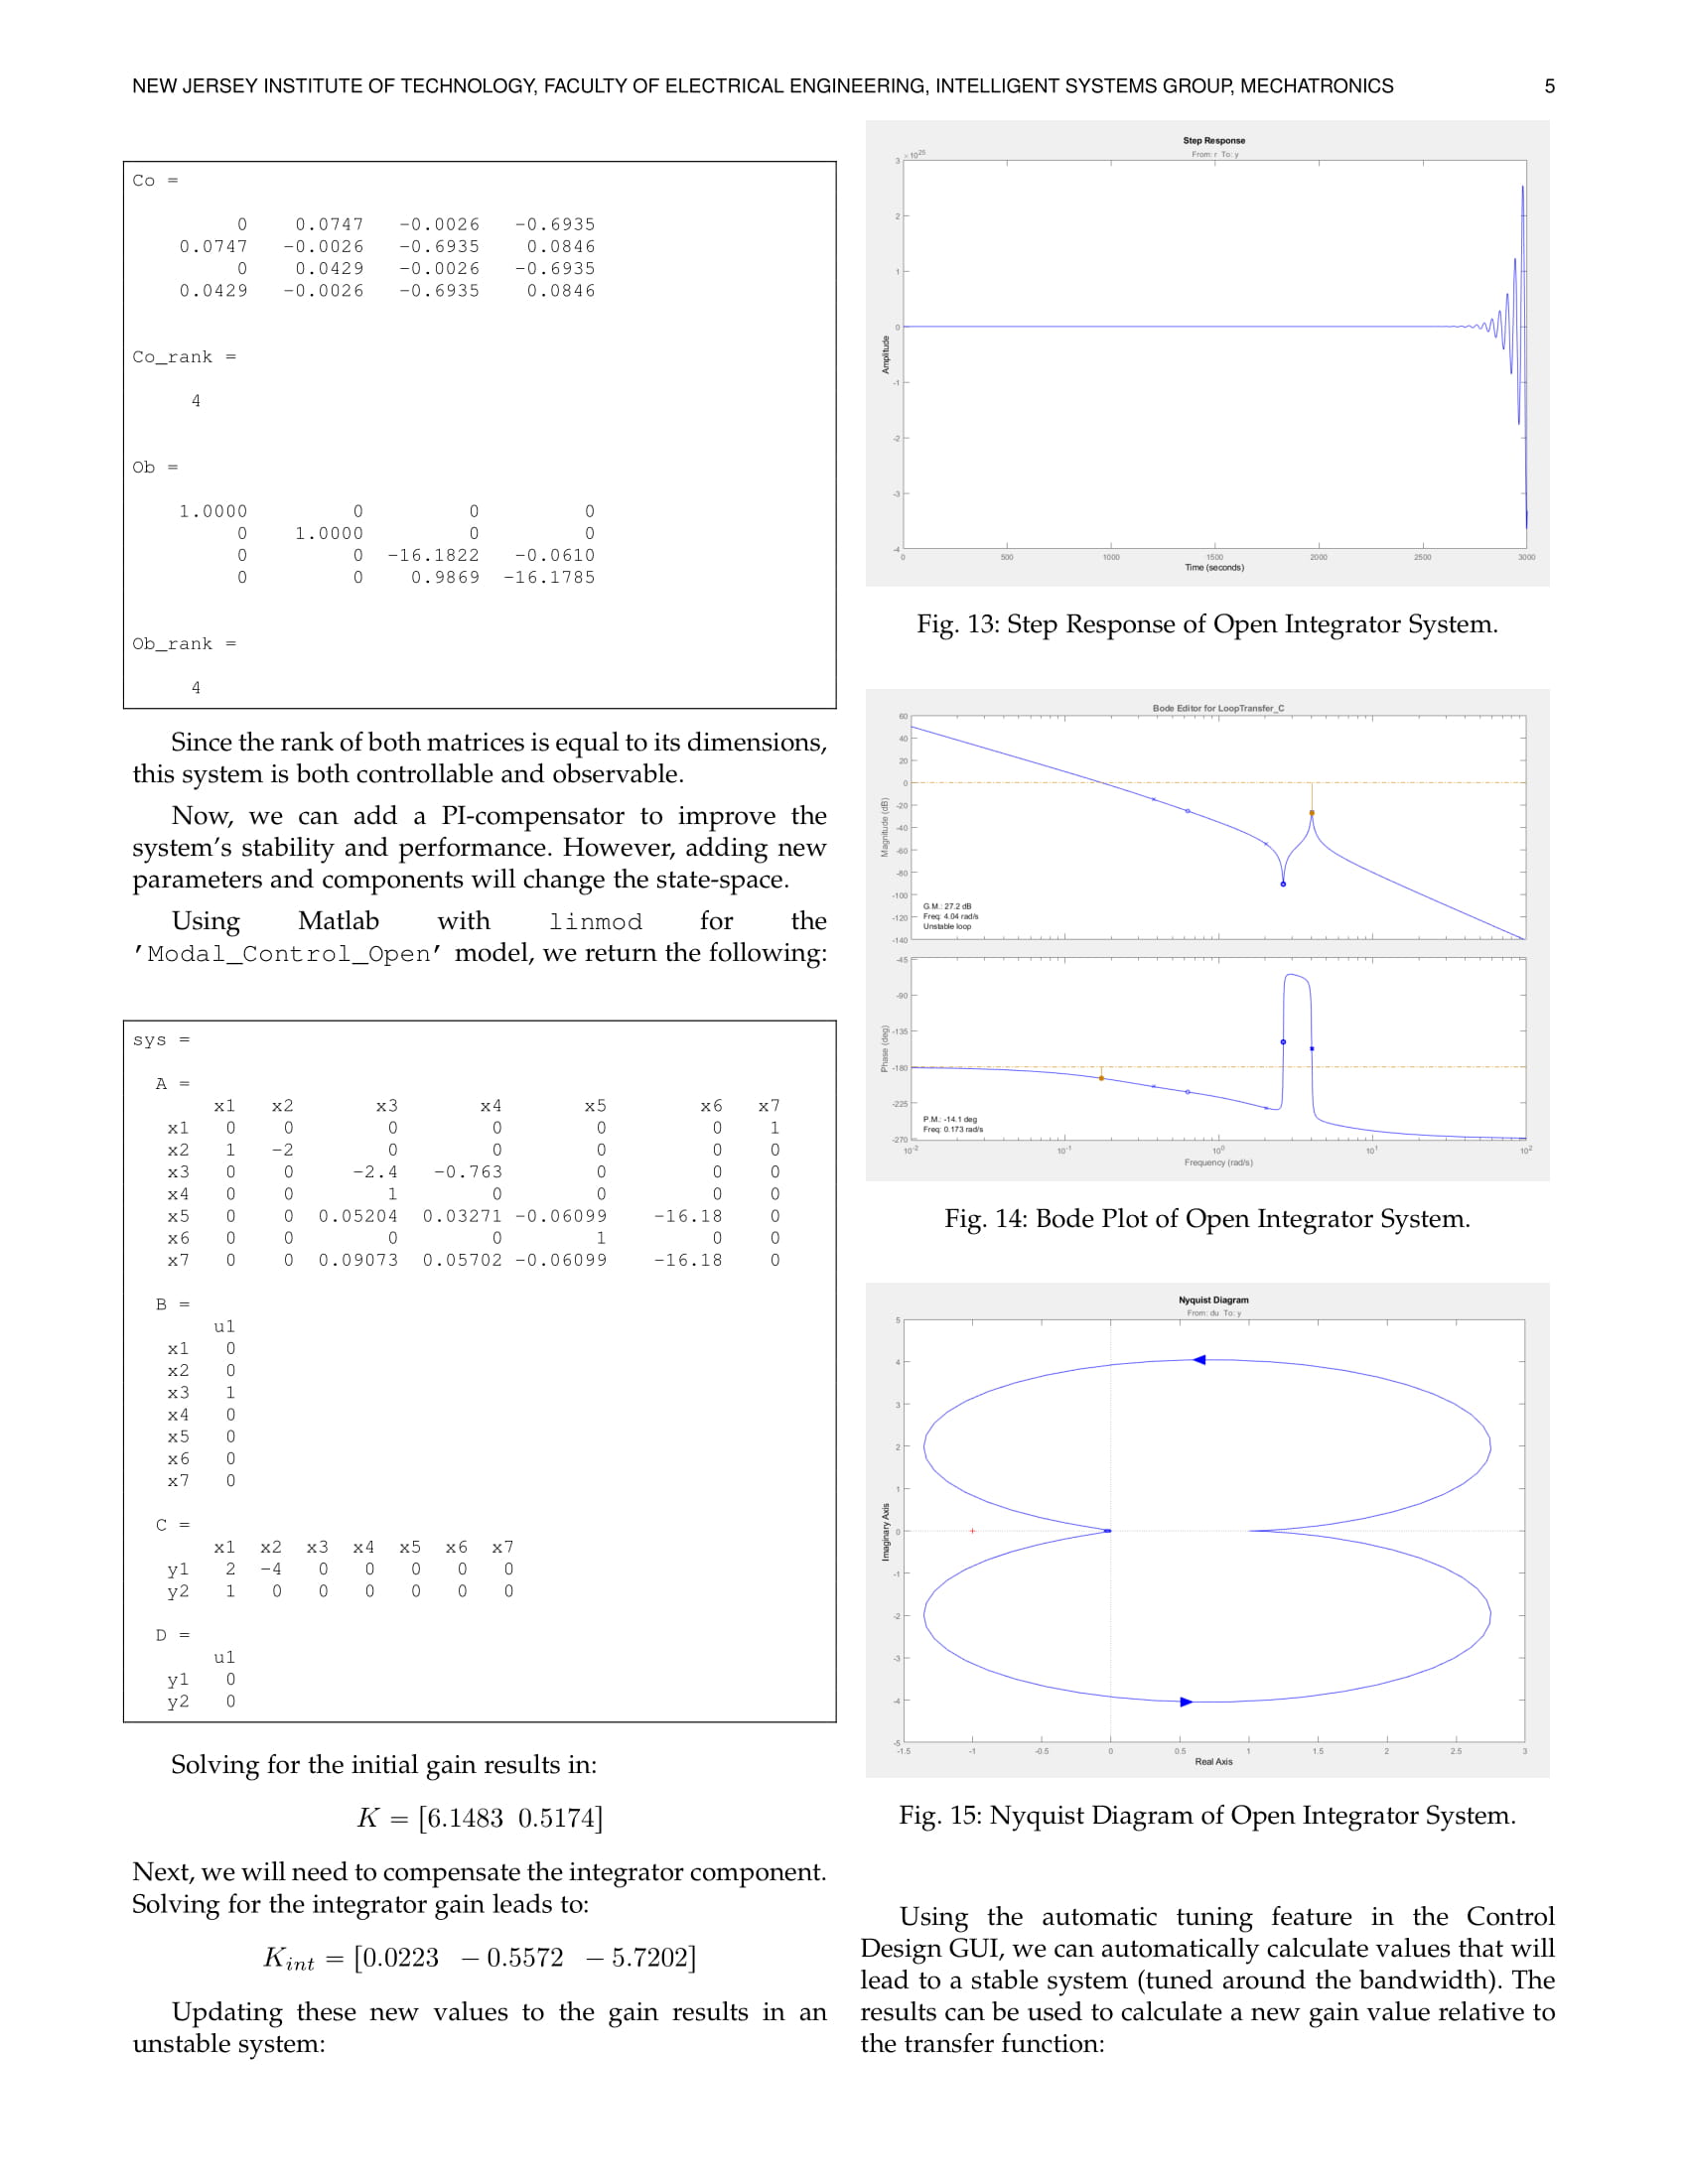 NEW JERSEY INSTITUTE OF TECHNOLOGY, FACULTY OF ELECTRICAL ENGINEERING, INTELLIGENT SYSTEMS GROUP, MECHATRONICS 5
Co =
0 0.0747 -0.0026 -0.6935
0.0747 -0.0026 -0.6935 0.0846
0 0.0429 -0.0026 -0.6935
0.0429 -0.0026 -0.6935 0.0846
Co_rank =
4
Ob =
1.0000 0 0 0
0 1.0000 0 0
0 0 -16.1822 -0.0610
0 0 0.9869 -16.1785
Ob_rank =
4
Since the rank of both matrices is equal to its dimensions,
this system is both controllable and observable.
Now, we can add a PI-compensator to improve the
system's stability and performance. However, adding new
parameters and components will change the state-space.
Using Matlab with linmod for the
'Modal_Control_Open' model, we return the following:
sys =
A =
x1 x2 x3 x4 x5 x6 x7
x1 0 0 0 0 0 0 1
x2 1 -2 0 0 0 0 0
x3 0 0 -2.4 -0.763 0 0 0
x4 0 0 1 0 0 0 0
x5 0 0 0.05204 0.03271 -0.06099 -16.18 0
x6 0 0 0 0 1 0 0
x7 0 0 0.09073 0.05702 -0.06099 -16.18 0
B =
u1
x1 0
x2 0
x3 1
x4 0
x5 0
x6 0
x7 0
C =
x1 x2 x3 x4 x5 x6 x7
y1 2 -4 0 0 0 0 0
y2 1 0 0 0 0 0 0
D =
u1
y1 0
y2 0
Solving for the initial gain results in:
K = [6.1483 0.5174]
Next, we will need to compensate the integrator component.
Solving for the integrator gain leads to:
K_int = [0.0223 − 0.5572 − 5.7202]
Updating these new values to the gain results in an
unstable system:
Step Response
From: r To: y
×10^25
3
2
1
0
-1
-2
-3
-4
Amplitude
0 500 1000 1500 2000 2500 3000
Time (seconds)
Fig. 13: Step Response of Open Integrator System.
Bode Editor for LoopTransfer_C
60
40
20
0
-20
-40
-60
-80
-100
-120
-140
Magnitude (dB)
G.M.: 27.2 dB
Freq: 4.04 rad/s
Unstable loop
-45
-90
-135
-180
-225
-270
Phase (deg)
P.M.: -14.1 deg
Freq: 0.173 rad/s
10^-2 10^-1 10^0 10^1 10^2
Frequency (rad/s)
Fig. 14: Bode Plot of Open Integrator System.
Nyquist Diagram
From: du To: y
5
4
3
2
1
0
-1
-2
-3
-4
-5
Imaginary Axis
-1.5 -1 -0.5 0 0.5 1 1.5 2 2.5 3
Real Axis
Fig. 15: Nyquist Diagram of Open Integrator System.
Using the automatic tuning feature in the Control
Design GUI, we can automatically calculate values that will
lead to a stable system (tuned around the bandwidth). The
results can be used to calculate a new gain value relative to
the transfer function: